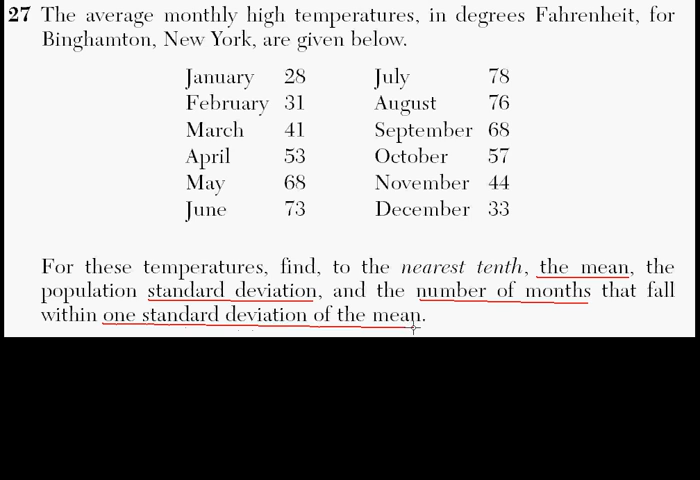 27 The average monthly high temperatures, in degrees Fahrenheit, for
Binghamton, New York, are given below.
January 28 July 78
February 31 August 76
March 41 September 68
April 53 October 57
May 68 November 44
June 73 December 33
For these temperatures, find, to the nearest tenth, the mean, the
population standard deviation, and the number of months that fall
within one standard deviation of the mean.